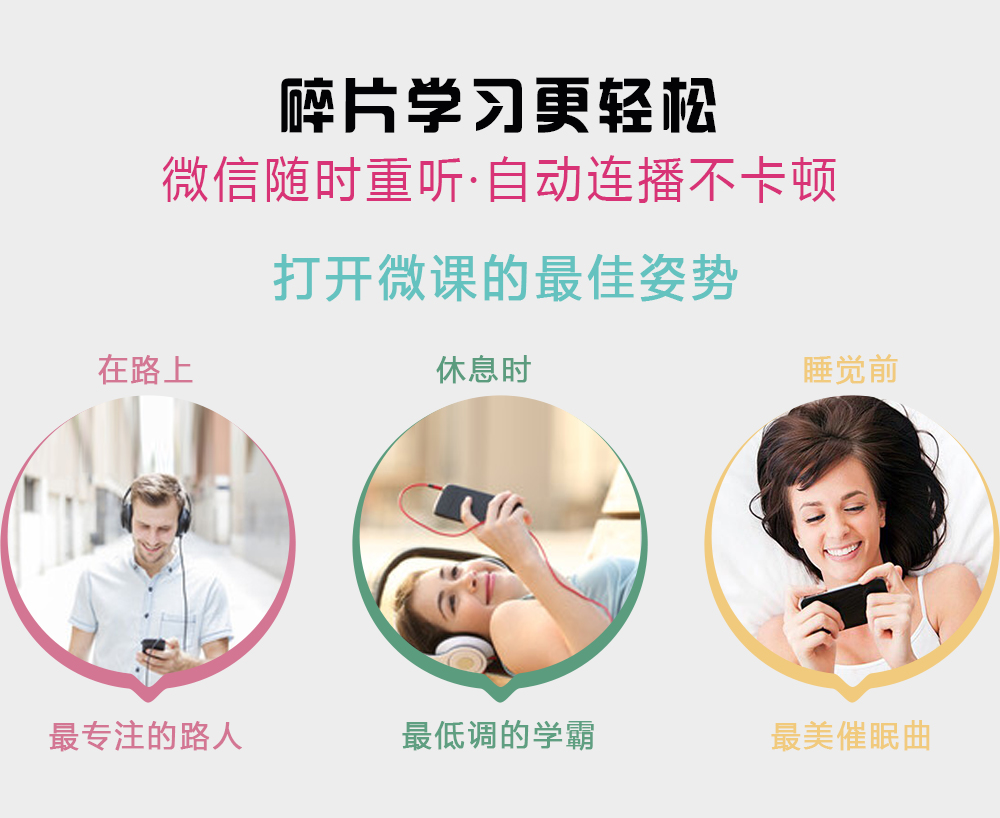 碎片学习更轻松
微信随时重听·自动连播不卡顿
打开微课的最佳姿势
在路上
休息时
睡觉前
最专注的路人
最低调的学霸
最美催眠曲